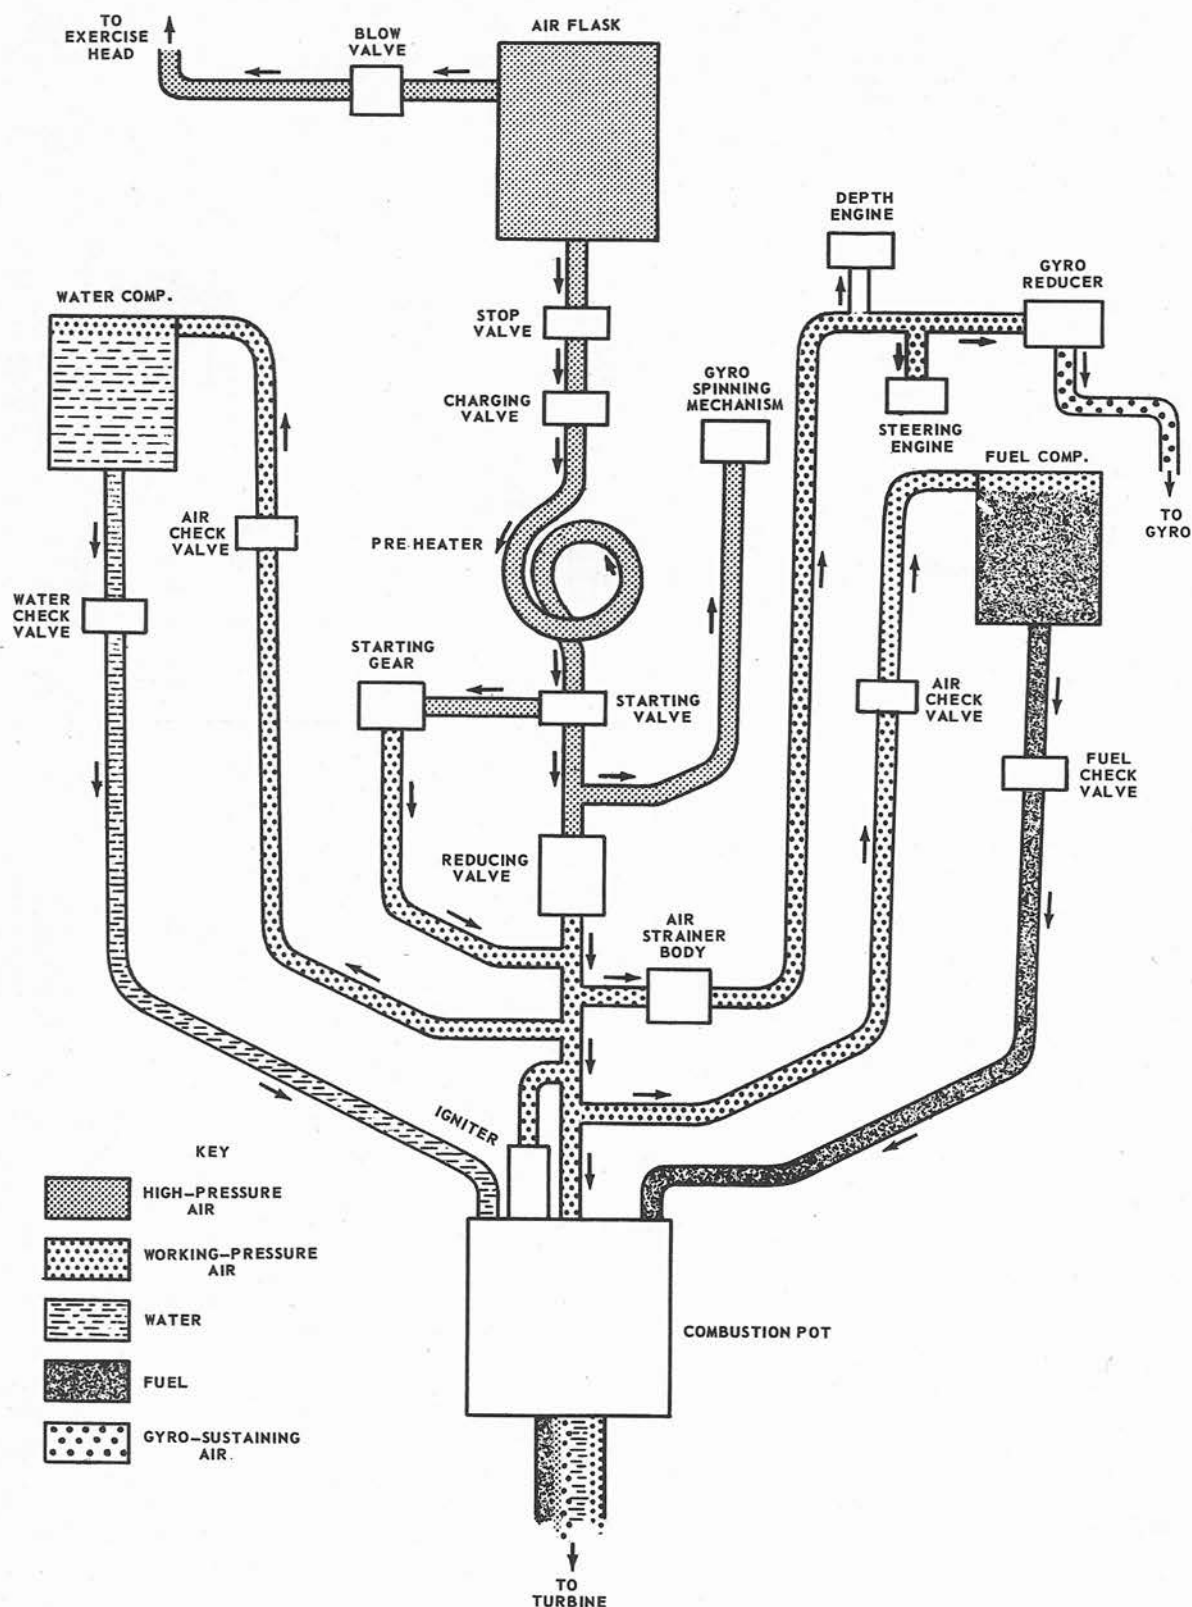 TO
EXERCISE
HEAD
BLOW
VALVE
AIR FLASK
DEPTH
ENGINE
GYRO
REDUCER
WATER COMP.
STOP
VALVE
GYRO
SPINNING
MECHANISM
CHARGING
VALVE
STEERING
ENGINE
FUEL COMP.
TO
GYRO
AIR
CHECK
VALVE
PRE-HEATER
WATER
CHECK
VALVE
STARTING
GEAR
STARTING
VALVE
AIR
CHECK
VALVE
FUEL
CHECK
VALVE
REDUCING
VALVE
AIR
STRAINER
BODY
IGNITER
KEY
HIGH-PRESSURE
AIR
WORKING-PRESSURE
AIR
WATER
FUEL
GYRO-SUSTAINING
AIR
COMBUSTION POT
TO
TURBINE